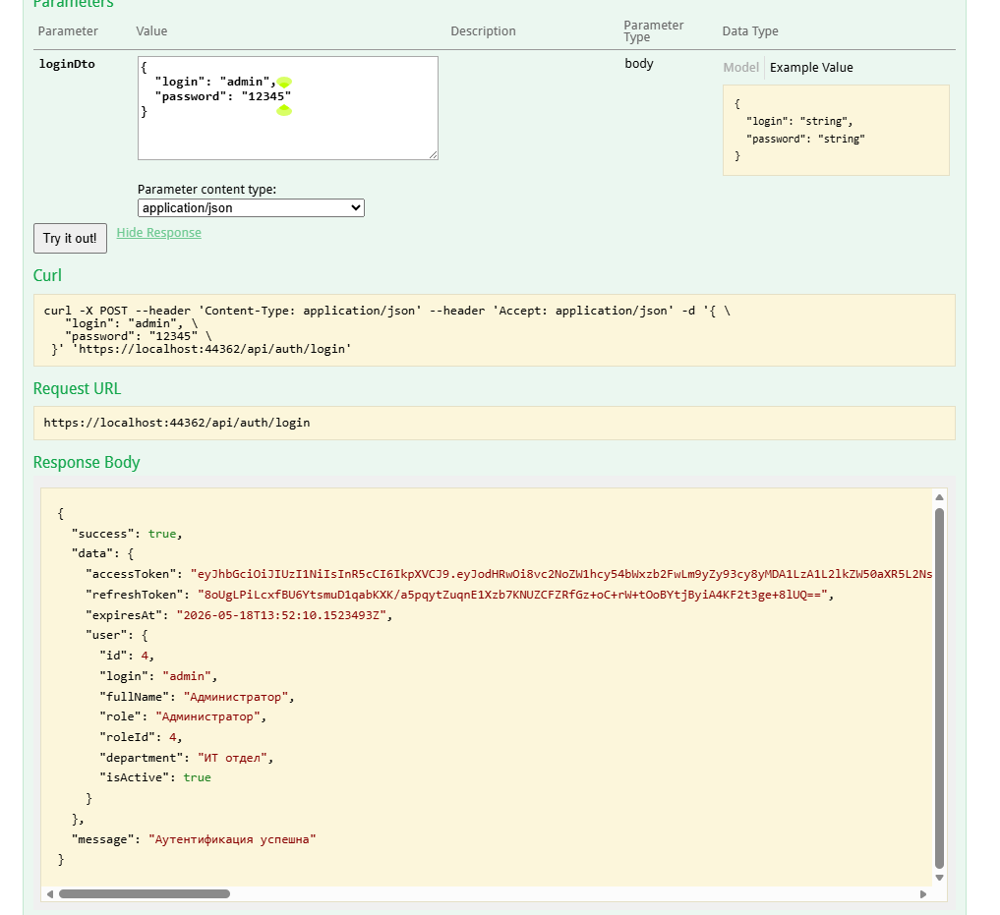 Parameters
Parameter Value Description Parameter Type Data Type
loginDto
{
"login": "admin",
"password": "12345"
}
body
Model Example Value
{
"login": "string",
"password": "string"
}
Parameter content type:
application/json
Try it out! Hide Response
Curl
curl -X POST --header 'Content-Type: application/json' --header 'Accept: application/json' -d '{ \
"login": "admin", \
"password": "12345" \
}' 'https://localhost:44362/api/auth/login'
Request URL
https://localhost:44362/api/auth/login
Response Body
{
"success": true,
"data": {
"accessToken": "eyJhbGciOiJIUzI1NiIsInR5cCI6IkpXVCJ9.eyJodHRwOi8vc2NoZW1hcy54bWxzb2FwLm9yZy93cy8yMDA1LzA1L2lkZW50aXR5L2Ns
"refreshToken": "8oUgLPiLcxfBU6YtsmuD1qabKXK/a5pqytZuqnE1Xzb7KNUZCFZRfGz+oC+rW+tOoBYtjByiA4KF2t3ge+8lUQ==",
"expiresAt": "2026-05-18T13:52:10.1523493Z",
"user": {
"id": 4,
"login": "admin",
"fullName": "Администратор",
"role": "Администратор",
"roleId": 4,
"department": "ИТ отдел",
"isActive": true
}
},
"message": "Аутентификация успешна"
}